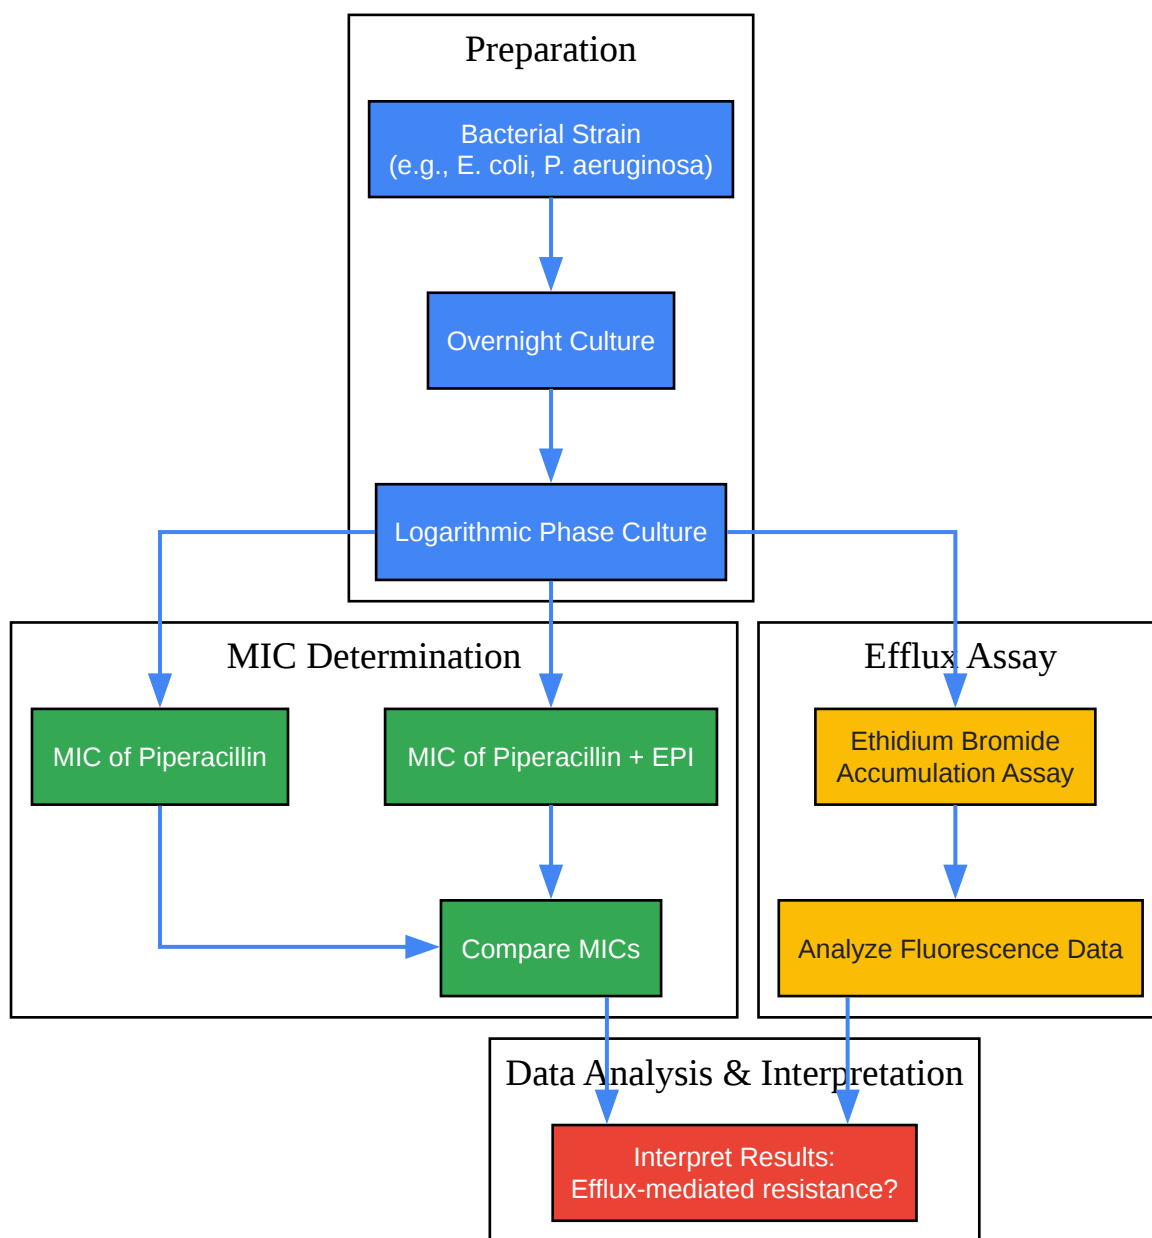 Preparation
Bacterial Strain
(e.g., E. coli, P. aeruginosa)
Overnight Culture
Logarithmic Phase Culture
MIC Determination
MIC of Piperacillin
MIC of Piperacillin + EPI
Compare MICs
Efflux Assay
Ethidium Bromide
Accumulation Assay
Analyze Fluorescence Data
Data Analysis & Interpretation
Interpret Results:
Efflux-mediated resistance?